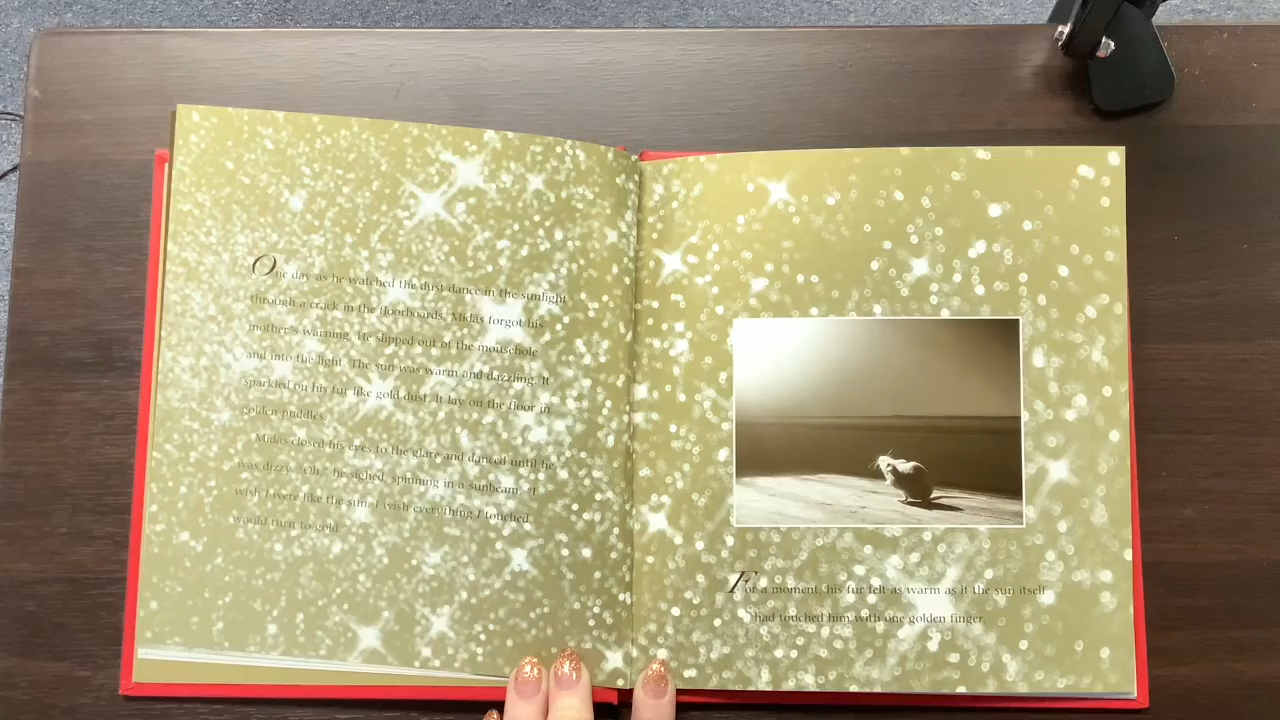 One day as he watched the dust dance in the sunlight
through a crack in the floorboards, Midas forgot his
mother's warning. He slipped out of the mousehole
and into the light. The sun was warm and dazzling. It
sparkled on his fur like gold dust. It lay on the floor in
golden puddles.
Midas closed his eyes to the glare and danced until he
was dizzy. "Oh," he sighed, spinning in a sunbeam. "I
wish I were like the sun. I wish everything I touched
would turn to gold."
For a moment, his fur felt as warm as if the sun itself
had touched him with one golden finger.